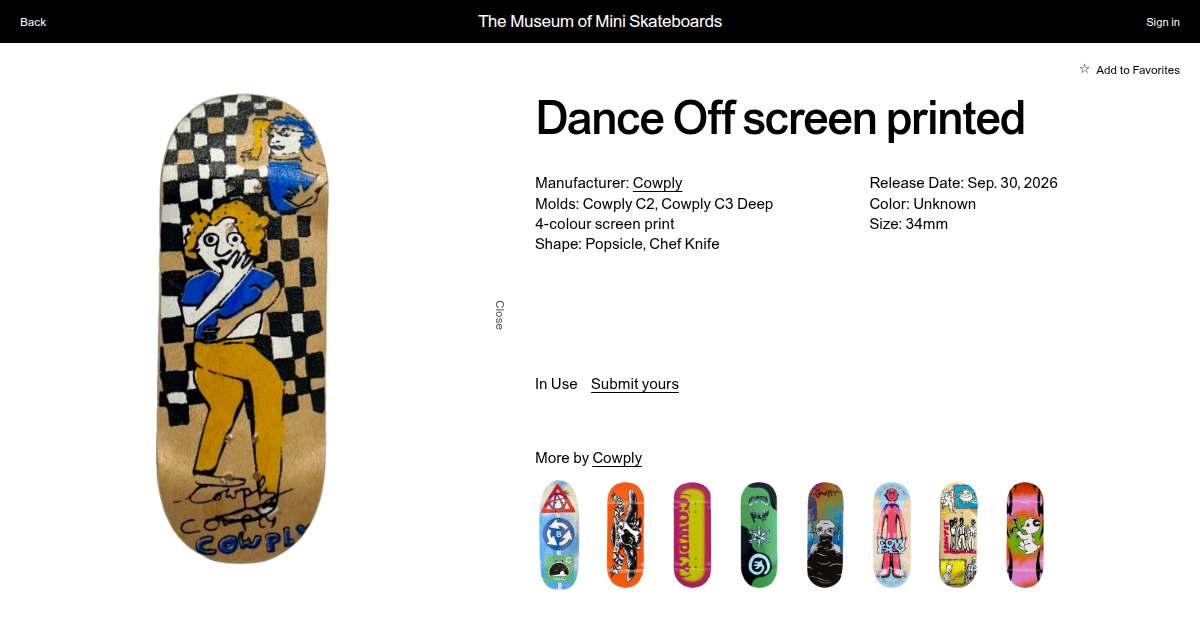 Back
The Museum of Mini Skateboards
Sign in
☆ Add to Favorites
Dance Off screen printed
Manufacturer: Cowply
Molds: Cowply C2, Cowply C3 Deep
4-colour screen print
Shape: Popsicle, Chef Knife
Release Date: Sep. 30, 2026
Color: Unknown
Size: 34mm
Close
In Use Submit yours
More by Cowply
Cowply
Cowply
COWPLY
COWPLY